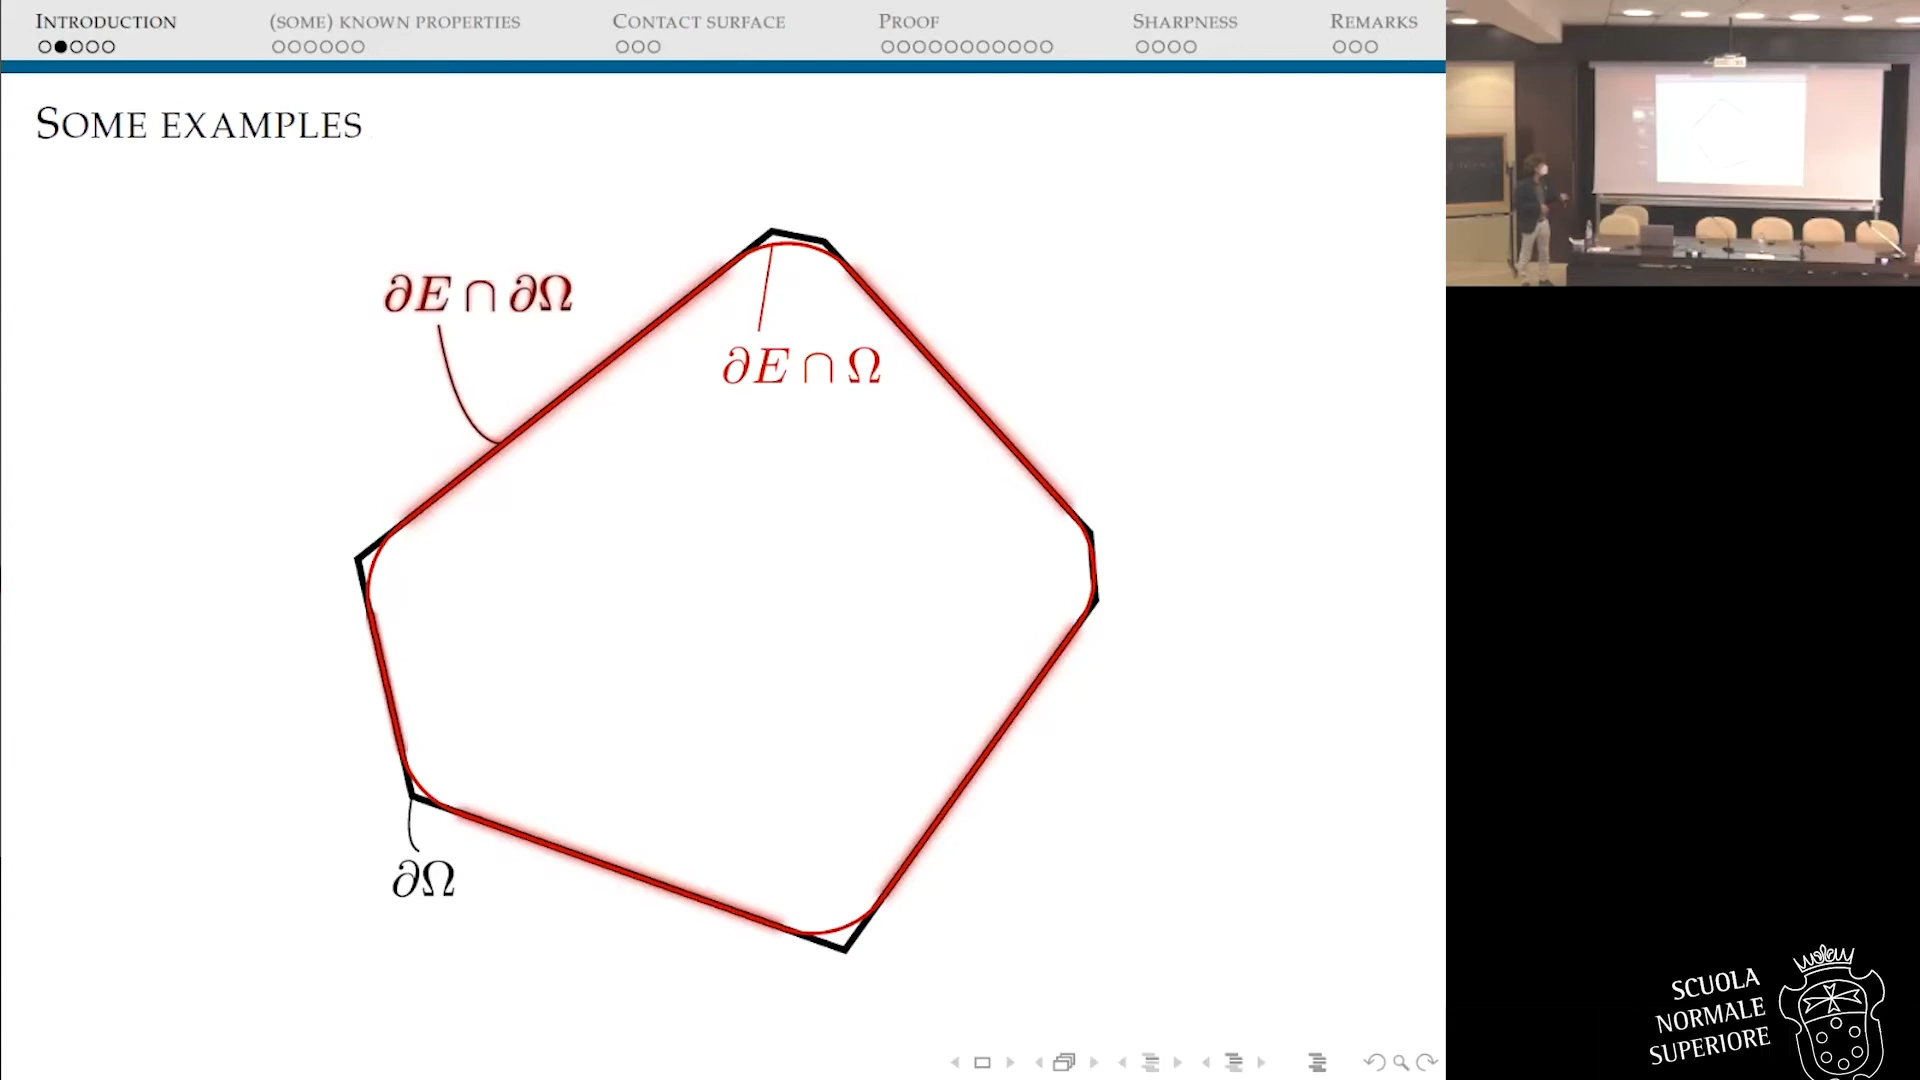 INTRODUCTION (SOME) KNOWN PROPERTIES CONTACT SURFACE PROOF SHARPNESS REMARKS
SOME EXAMPLES
∂E ∩ ∂Ω
∂E ∩ Ω
∂Ω
SCUOLA
NORMALE
SUPERIORE